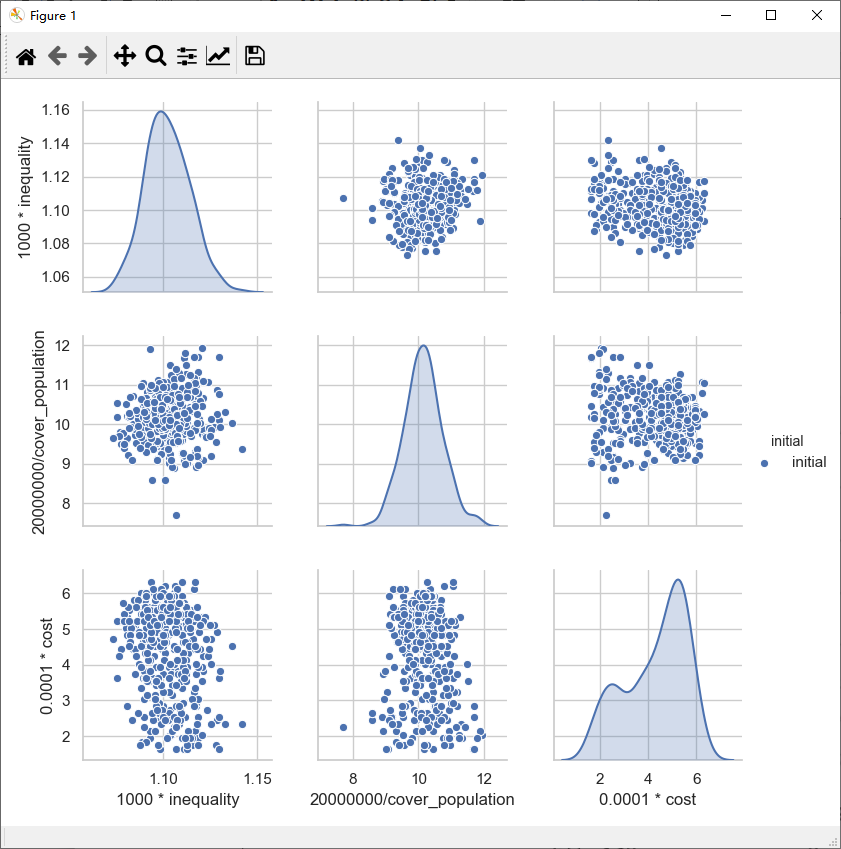 Figure 1
1.16
1.14
1.12
1.10
1.08
1.06
1000 * inequality
12
11
10
9
8
20000000/cover_population
initial
initial
6
5
4
3
2
0.0001 * cost
1.10 1.15
8 10 12
2 4 6
1000 * inequality
20000000/cover_population
0.0001 * cost